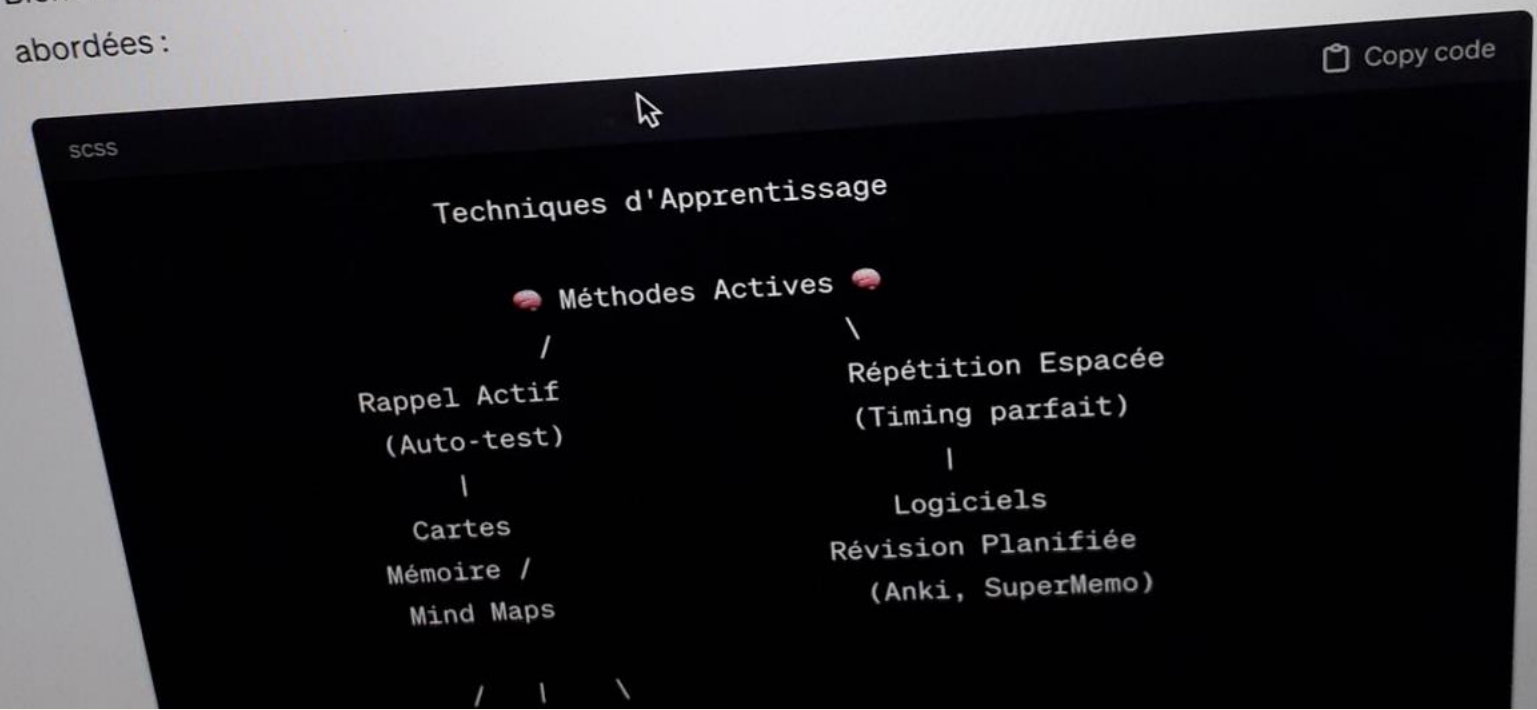 abordées :
Copy code
scss
Techniques d'Apprentissage
🧠 Méthodes Actives 🧠
/ \
Rappel Actif Répétition Espacée
(Auto-test) (Timing parfait)
| |
Cartes Logiciels
Mémoire / Révision Planifiée
Mind Maps (Anki, SuperMemo)
/ | \